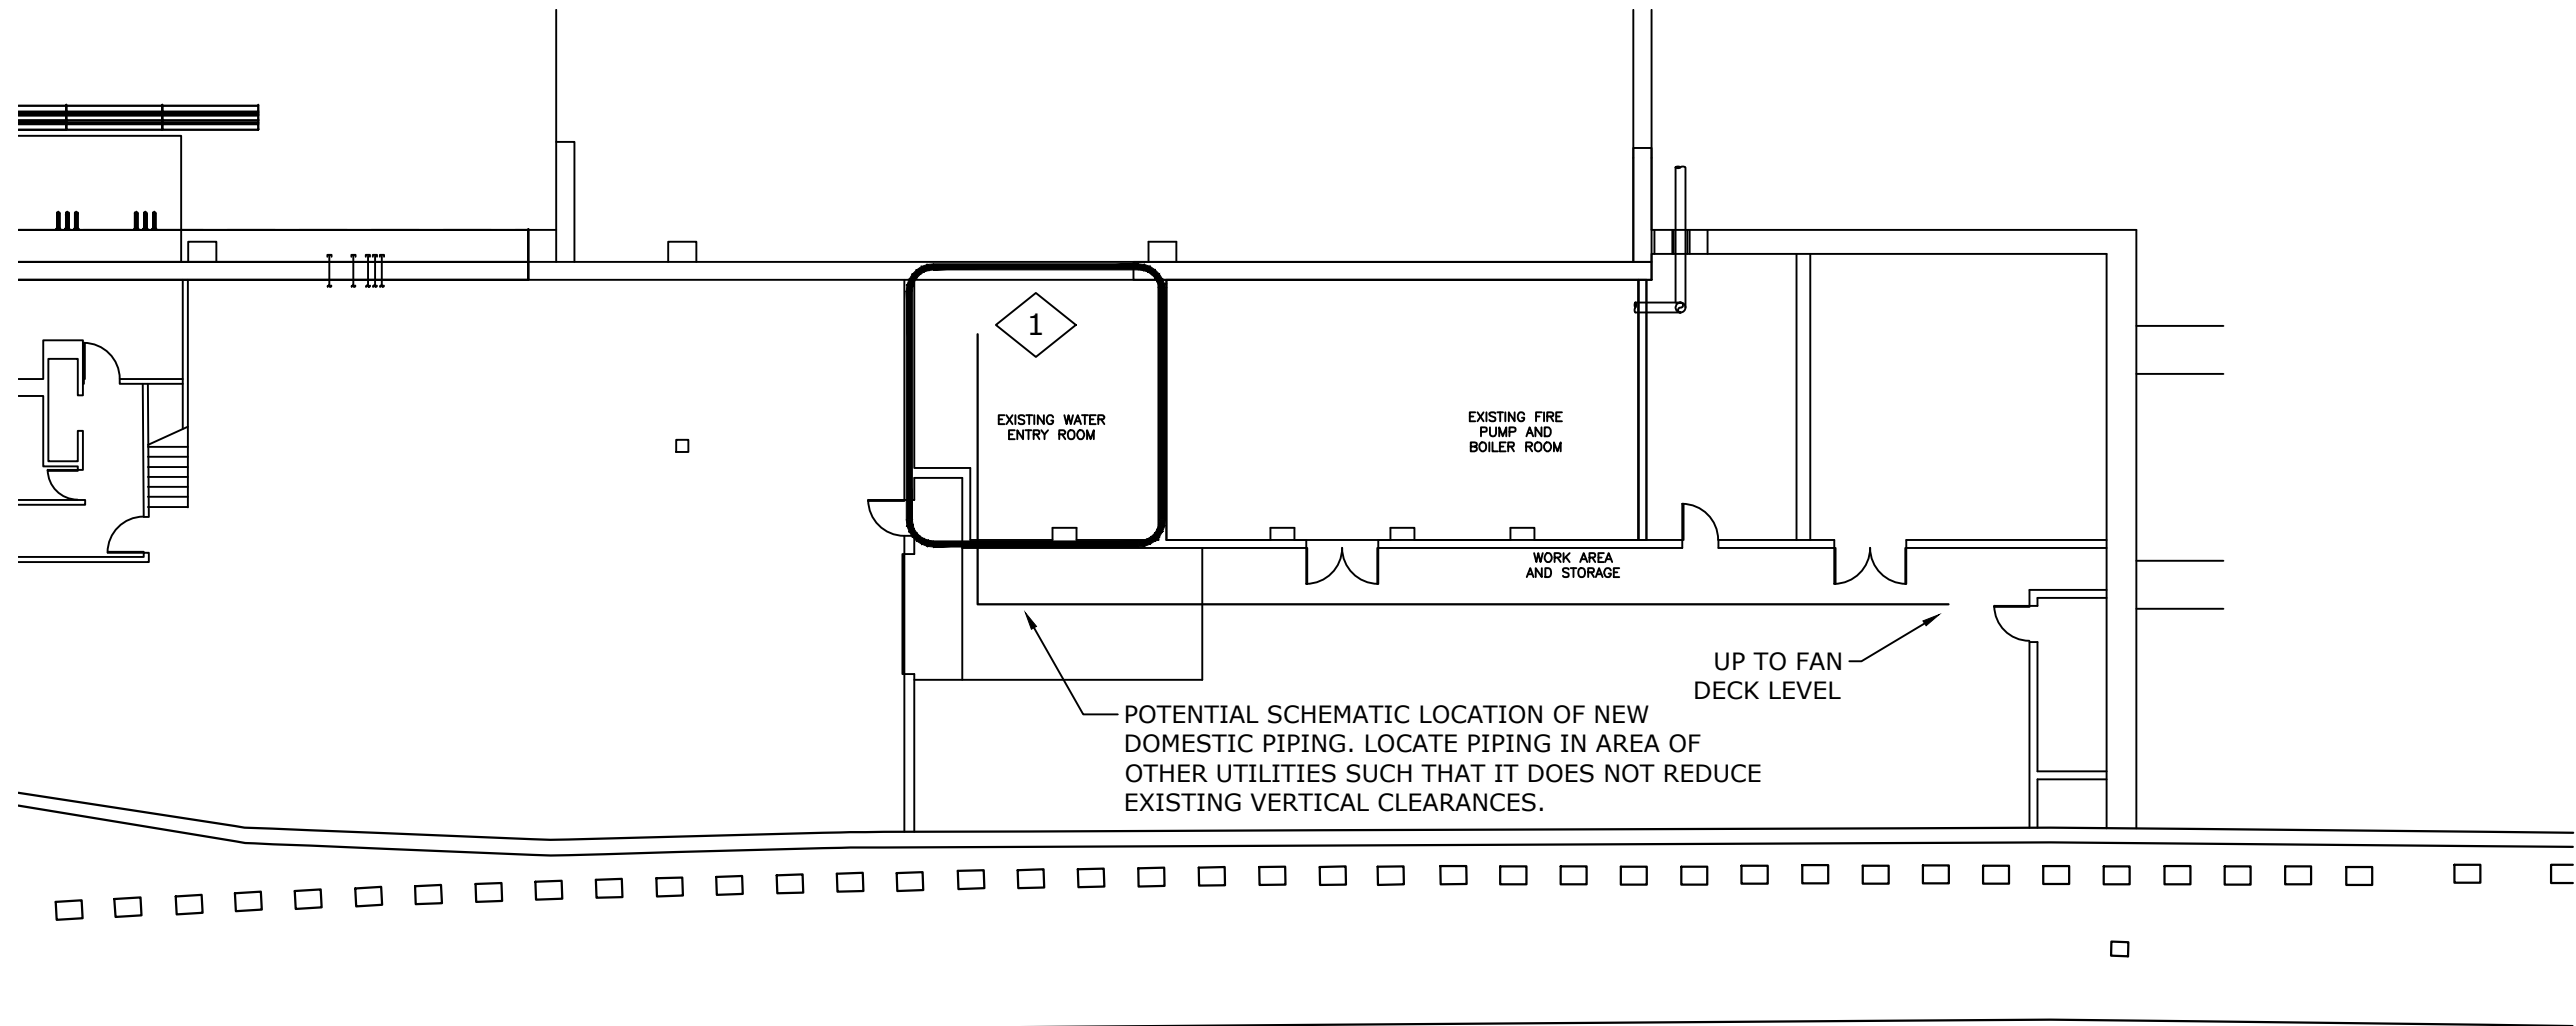 1
EXISTING WATER
ENTRY ROOM
EXISTING FIRE
PUMP AND
BOILER ROOM
WORK AREA
AND STORAGE
UP TO FAN
DECK LEVEL
POTENTIAL SCHEMATIC LOCATION OF NEW
DOMESTIC PIPING. LOCATE PIPING IN AREA OF
OTHER UTILITIES SUCH THAT IT DOES NOT REDUCE
EXISTING VERTICAL CLEARANCES.